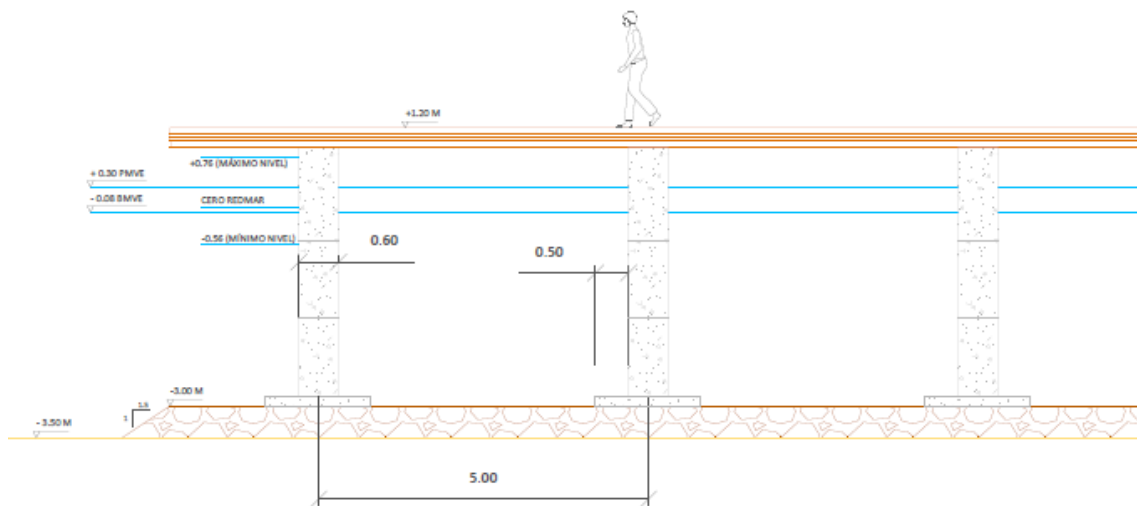 +1.20 M
+0.76 (MÁXIMO NIVEL)
+ 0.30 PMVE
- 0.08 BMVE
CERO REDMAR
-0.56 (MÍNIMO NIVEL)
0.60
0.50
-3.00 M
1.5
1
- 3.50 M
5.00